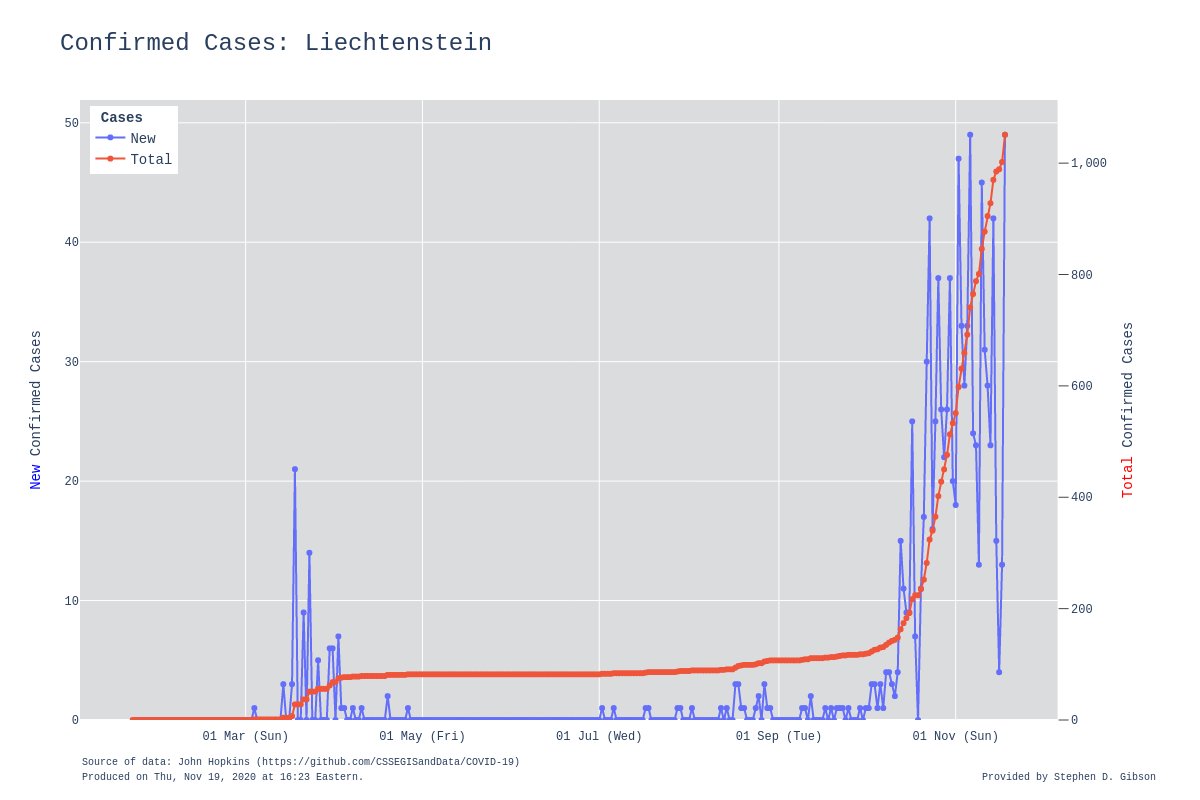 Confirmed Cases: Liechtenstein
Cases
New
Total
50
40
30
20
10
0
1,000
800
600
400
200
0
New Confirmed Cases
Total Confirmed Cases
01 Mar (Sun)
01 May (Fri)
01 Jul (Wed)
01 Sep (Tue)
01 Nov (Sun)
Source of data: John Hopkins (https://github.com/CSSEGISandData/COVID-19)
Produced on Thu, Nov 19, 2020 at 16:23 Eastern.
Provided by Stephen D. Gibson